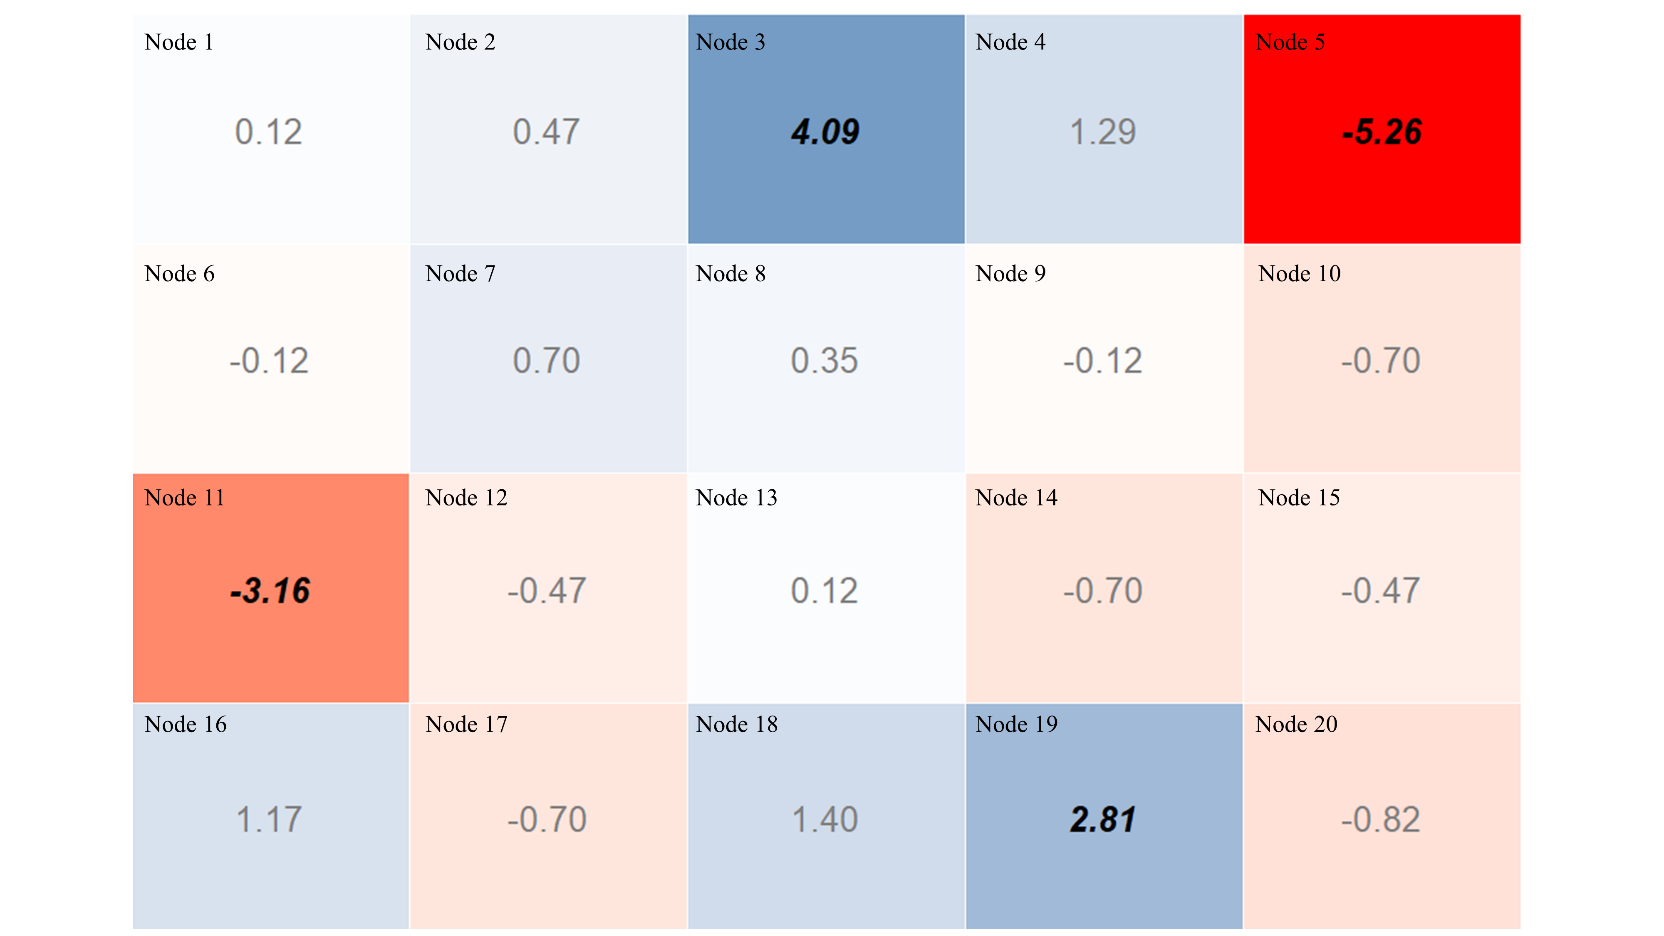 Node 1 Node 2 Node 3 Node 4 Node 5
0.12 0.47 4.09 1.29 -5.26
Node 6 Node 7 Node 8 Node 9 Node 10
-0.12 0.70 0.35 -0.12 -0.70
Node 11 Node 12 Node 13 Node 14 Node 15
-3.16 -0.47 0.12 -0.70 -0.47
Node 16 Node 17 Node 18 Node 19 Node 20
1.17 -0.70 1.40 2.81 -0.82